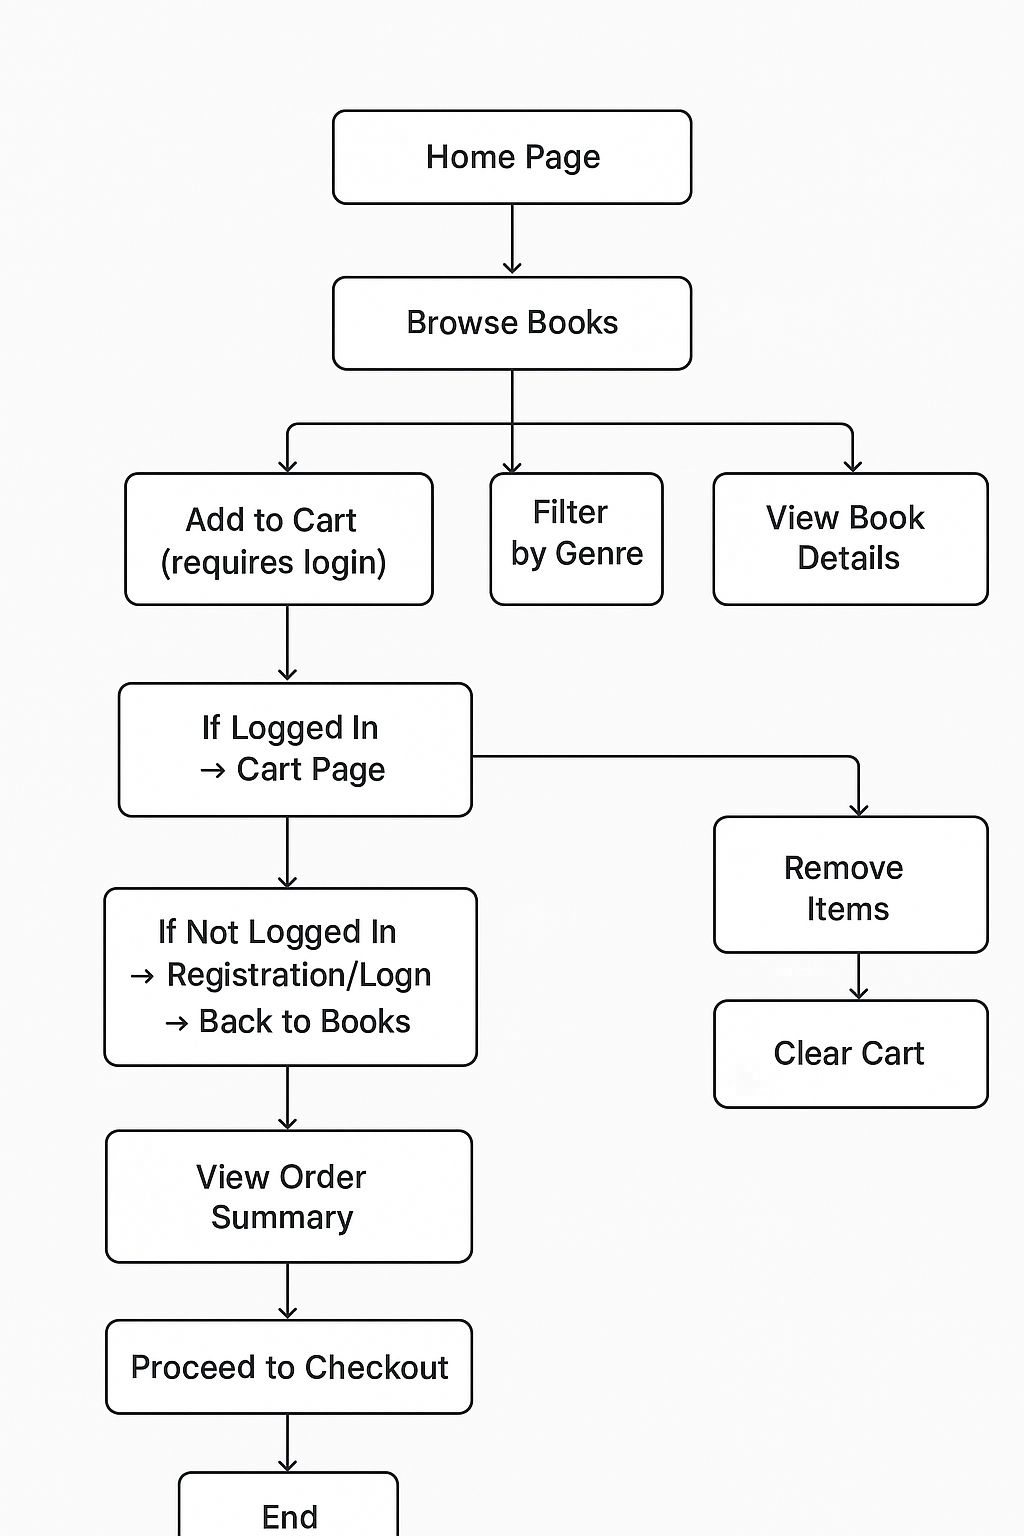 Home Page
Browse Books
Add to Cart
(requires login)
Filter
by Genre
View Book
Details
If Logged In
→ Cart Page
Remove
Items
If Not Logged In
→ Registration/Logn
→ Back to Books
Clear Cart
View Order
Summary
Proceed to Checkout
End